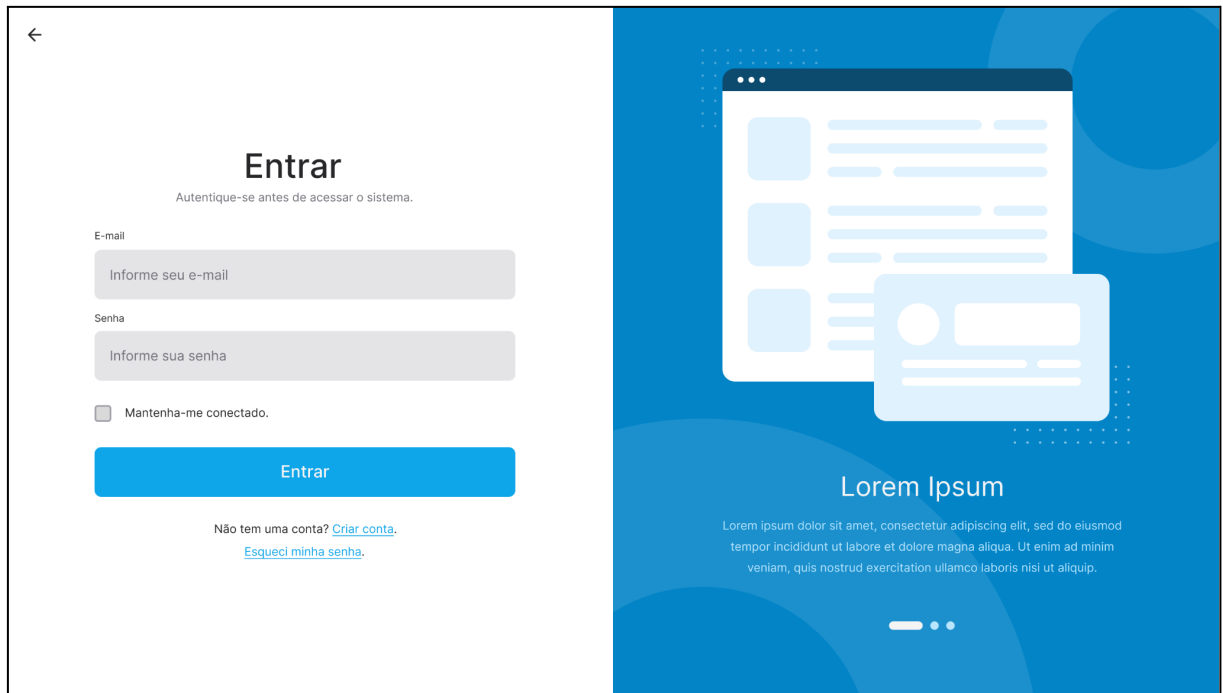 Entrar
Autentique-se antes de acessar o sistema.
E-mail
Informe seu e-mail
Senha
Informe sua senha
Mantenha-me conectado.
Entrar
Não tem uma conta? Criar conta.
Esqueci minha senha.
Lorem Ipsum
Lorem ipsum dolor sit amet, consectetur adipiscing elit, sed do eiusmod
tempor incididunt ut labore et dolore magna aliqua. Ut enim ad minim
veniam, quis nostrud exercitation ullamco laboris nisi ut aliquip.